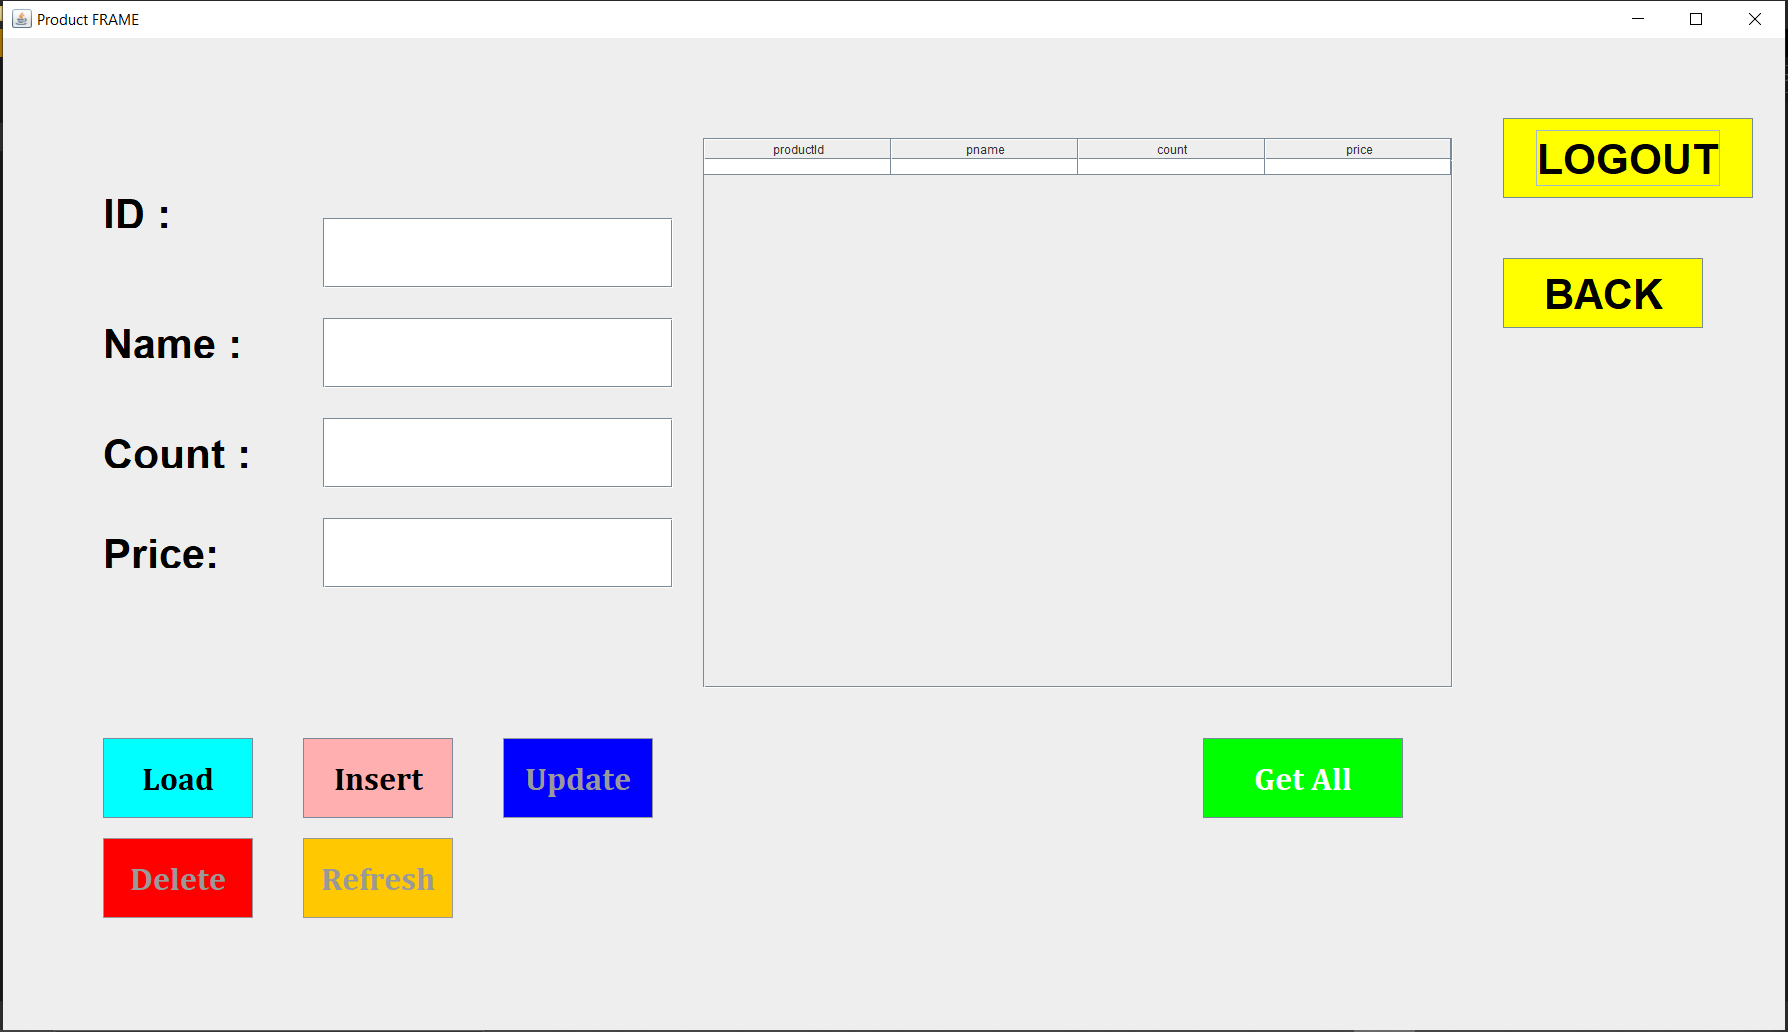 Product FRAME
productId pname count price
LOGOUT
ID :
BACK
Name :
Count :
Price:
Load Insert Update Get All
Delete Refresh